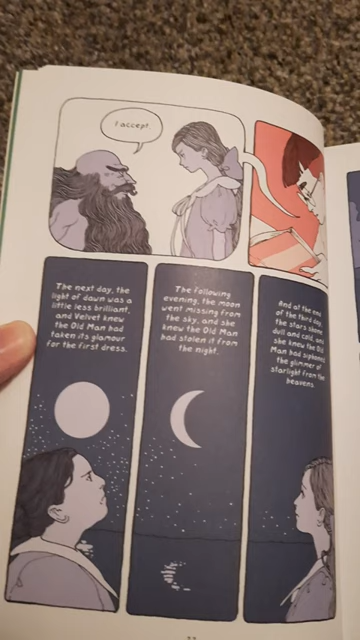 I accept.
The next day, the
light of dawn was a
little less brilliant,
and Velvet knew
the Old Man had
taken its glamour
for the first dress.
The following
evening, the moon
went missing from
the sky, and she
knew the Old Man
had stolen it from
the night.
And at the end
of the third day,
the stars shone
dull and cold, and
she knew the Old
Man had siphoned
the glimmer of
starlight from the
heavens.